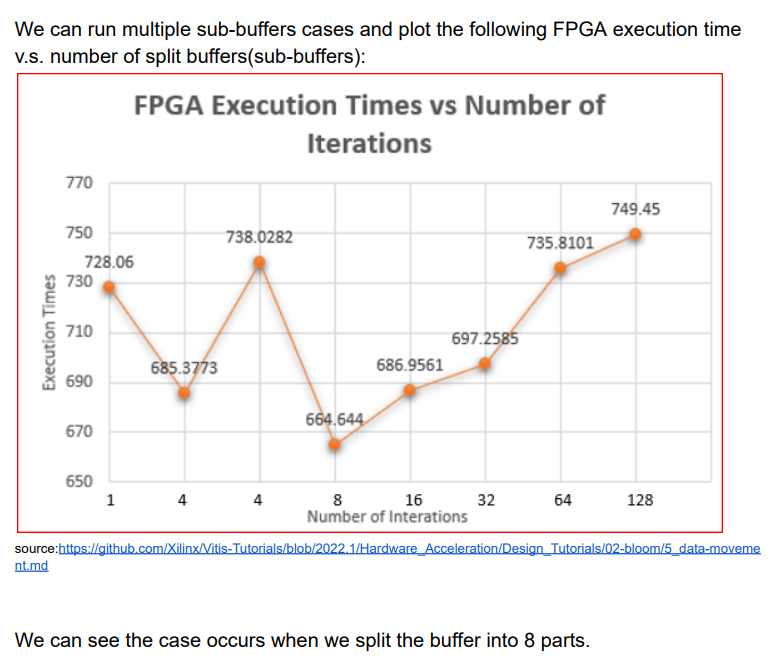 We can run multiple sub-buffers cases and plot the following FPGA execution time
v.s. number of split buffers(sub-buffers):
FPGA Execution Times vs Number of
Iterations
770
750
730
710
690
670
650
Execution Times
728.06
685.3773
738.0282
664.644
686.9561
697.2585
735.8101
749.45
1 4 4 8 16 32 64 128
Number of Interations
source:https://github.com/Xilinx/Vitis-Tutorials/blob/2022.1/Hardware_Acceleration/Design_Tutorials/02-bloom/5_data-moveme
nt.md
We can see the case occurs when we split the buffer into 8 parts.